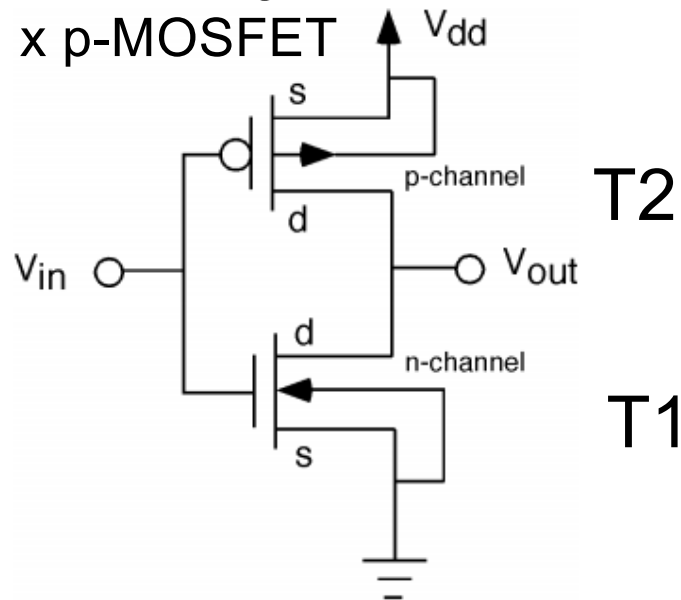 x p-MOSFET
Vdd
s
p-channel
T2
d
Vin
Vout
d
n-channel
T1
s